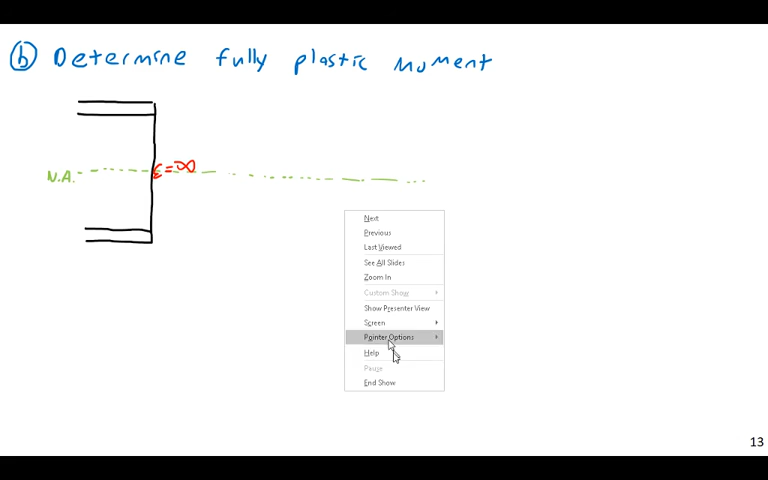 b Determine fully plastic Moment
ε=∞
N.A.
Next
Previous
Last Viewed
See All Slides
Zoom In
Custom Show
Show Presenter View
Screen
Pointer Options
Help
Pause
End Show
13